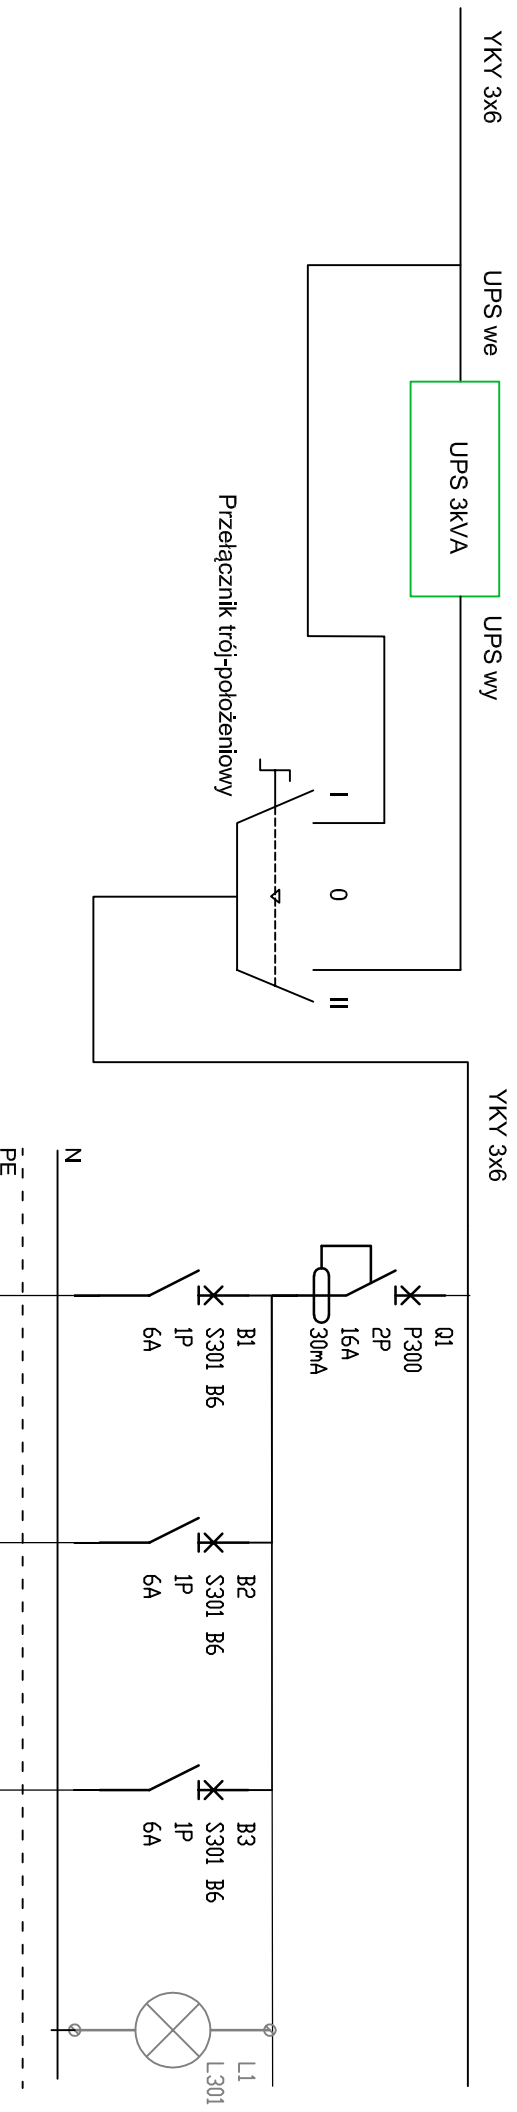 YKY 3x6
UPS we
UPS 3kVA
UPS wy
Przełącznik trój-położeniowy
I
0
II
YKY 3x6
N
PE
Q1
P300
2P
16A
30mA
B1
S301 B6
1P
6A
B2
S301 B6
1P
6A
B3
S301 B6
1P
6A
L1
L301